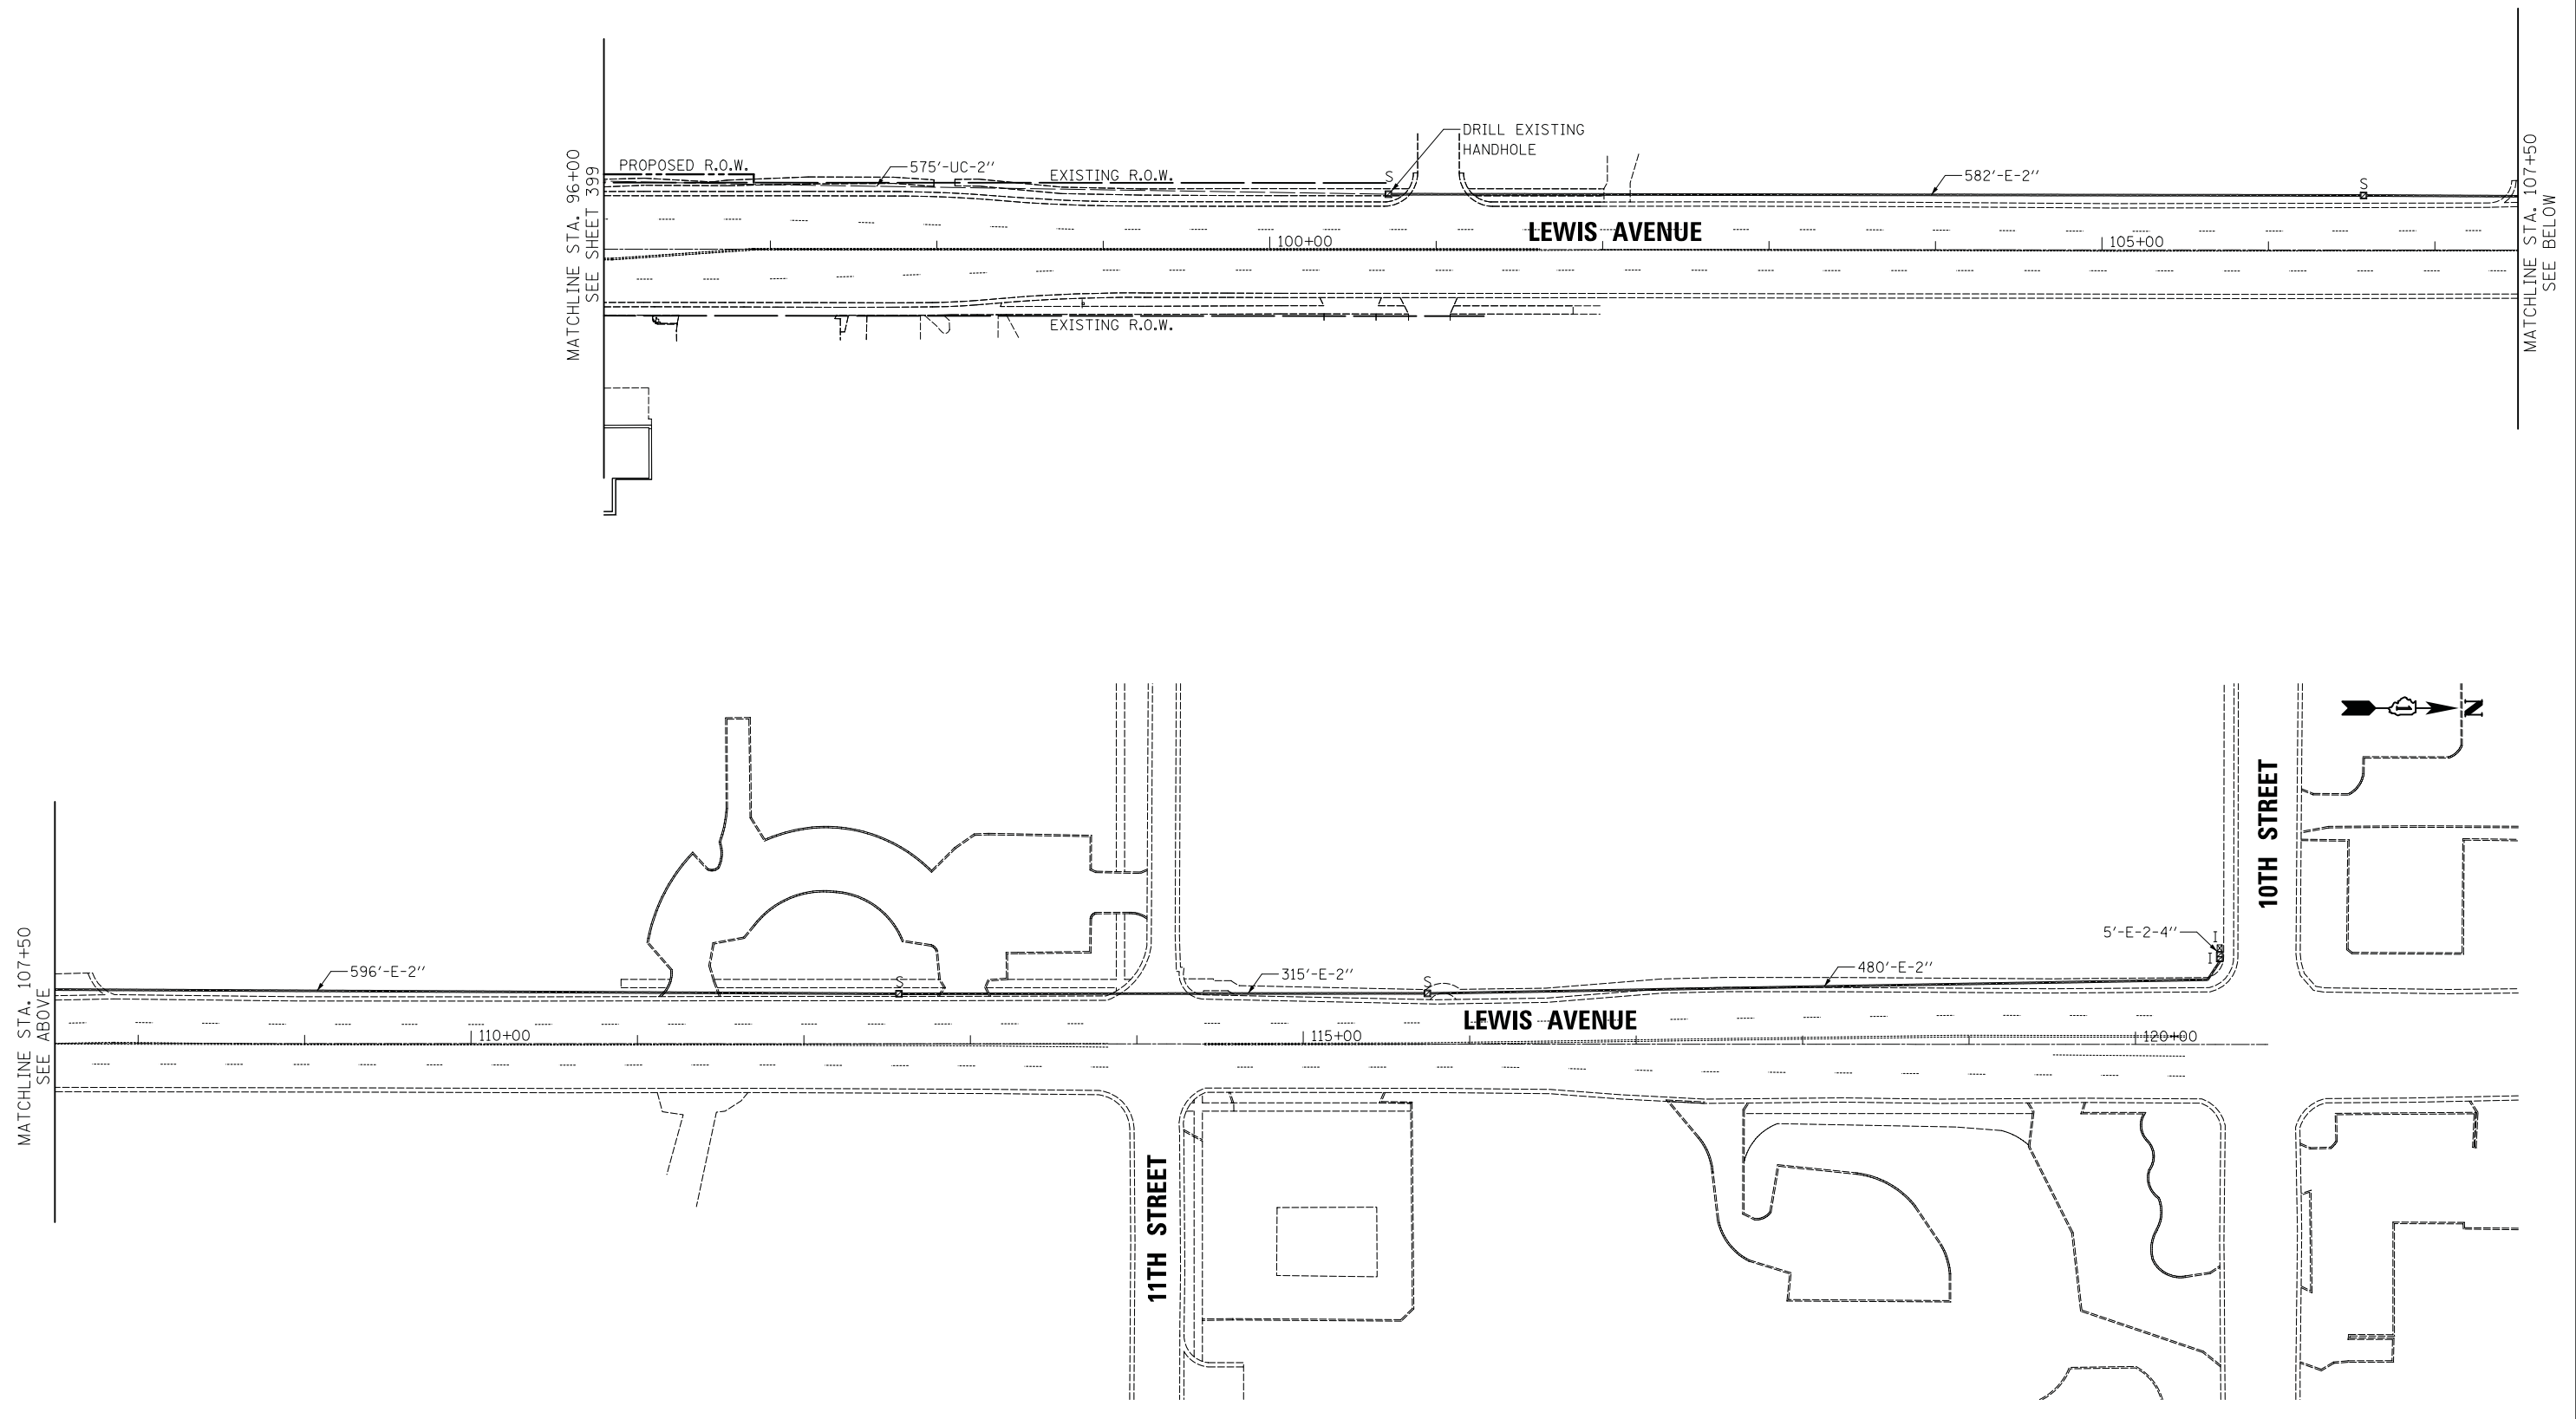 DRILL EXISTING
HANDHOLE
PROPOSED R.O.W.
575'-UC-2"
EXISTING R.O.W.
S
582'-E-2"
S
MATCHLINE STA. 96+00
SEE SHEET 399
LEWIS AVENUE
100+00
105+00
MATCHLINE STA. 107+50
SEE BELOW
EXISTING R.O.W.
1
N
10TH STREET
5'-E-2-4"
I
I
MATCHLINE STA. 107+50
SEE ABOVE
596'-E-2"
S
315'-E-2"
S
480'-E-2"
LEWIS AVENUE
110+00
115+00
120+00
11TH STREET